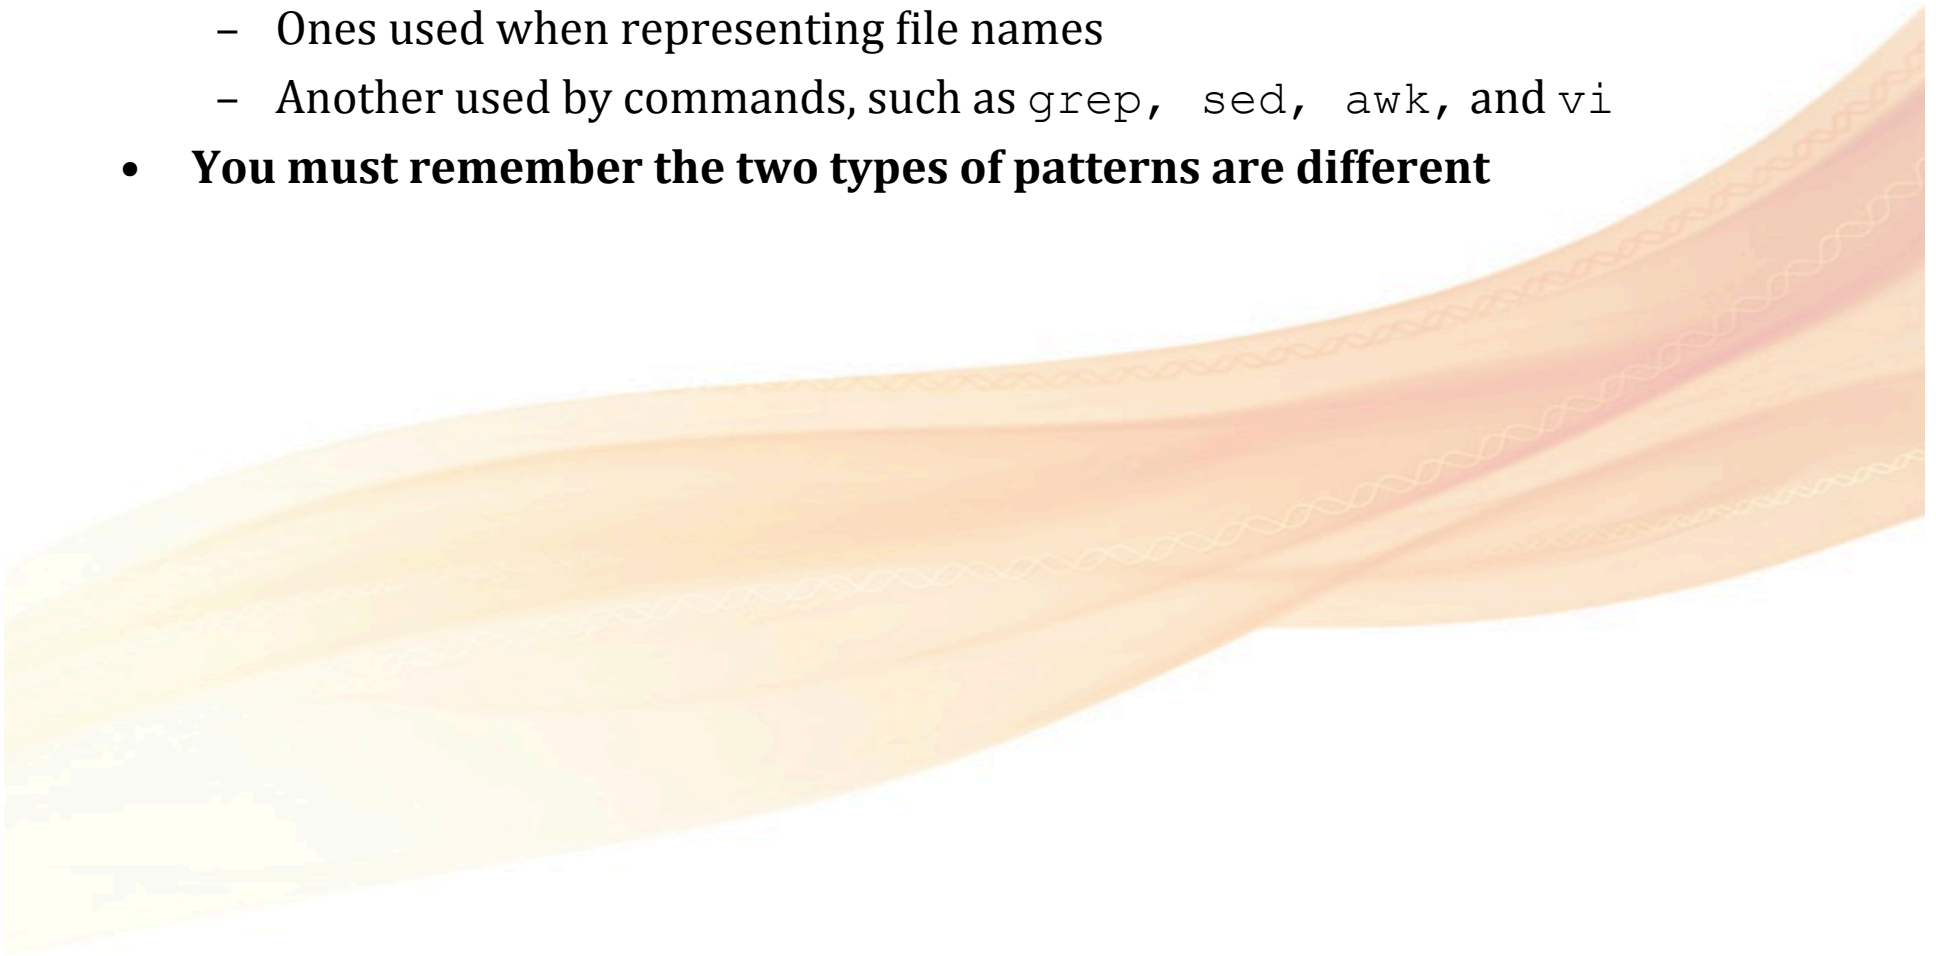 – Ones used when representing file names
– Another used by commands, such as grep, sed, awk, and vi
• You must remember the two types of patterns are different